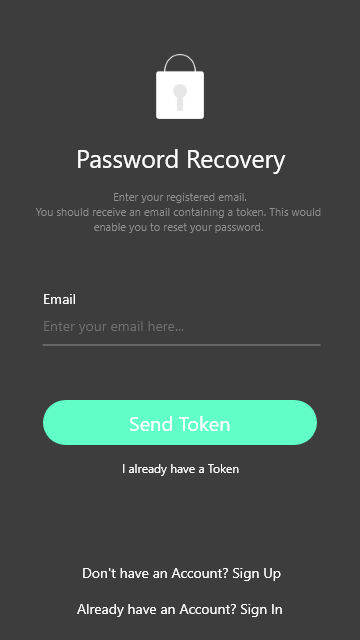 Password Recovery
Enter your registered email.
You should receive an email containing a token. This would
enable you to reset your password.
Email
Enter your email here...
Send Token
I already have a Token
Don't have an Account? Sign Up
Already have an Account? Sign In